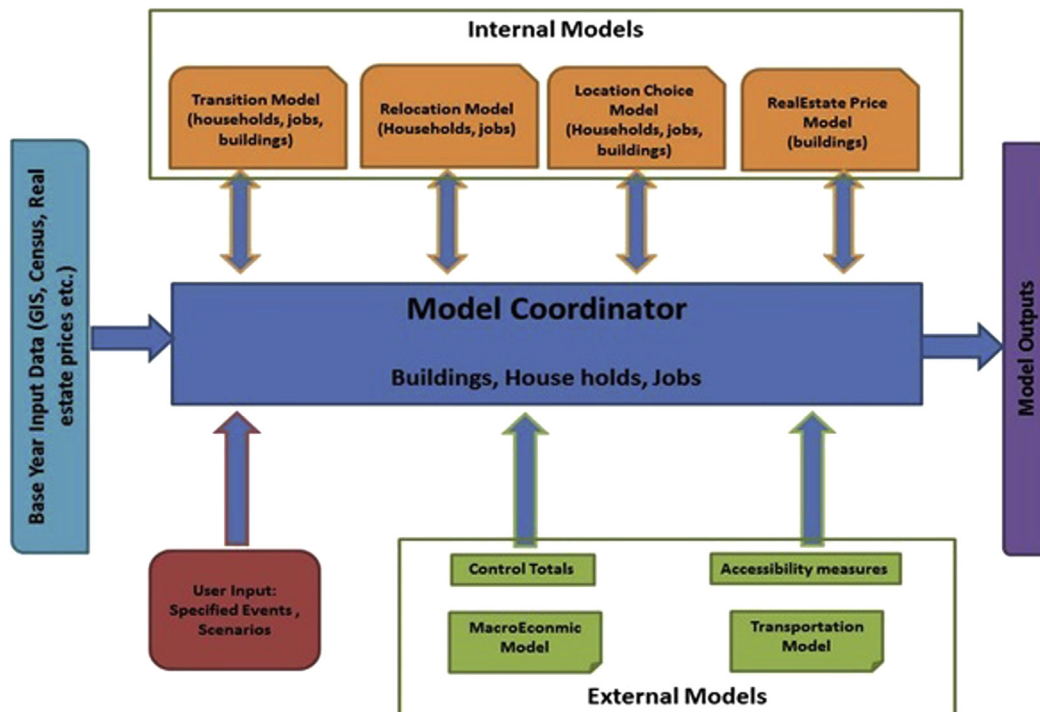 Internal Models
Transition Model
(households, jobs,
buildings)
Relocation Model
(Households, jobs)
Location Choice
Model
(Households, jobs,
buildings)
RealEstate Price
Model
(buildings)
Base Year Input Data (GIS, Census, Real
estate prices etc.)
Model Coordinator
Buildings, House holds, Jobs
Model Outputs
User Input:
Specified Events ,
Scenarios
Control Totals
Accessibility measures
MacroEconmic
Model
Transportation
Model
External Models